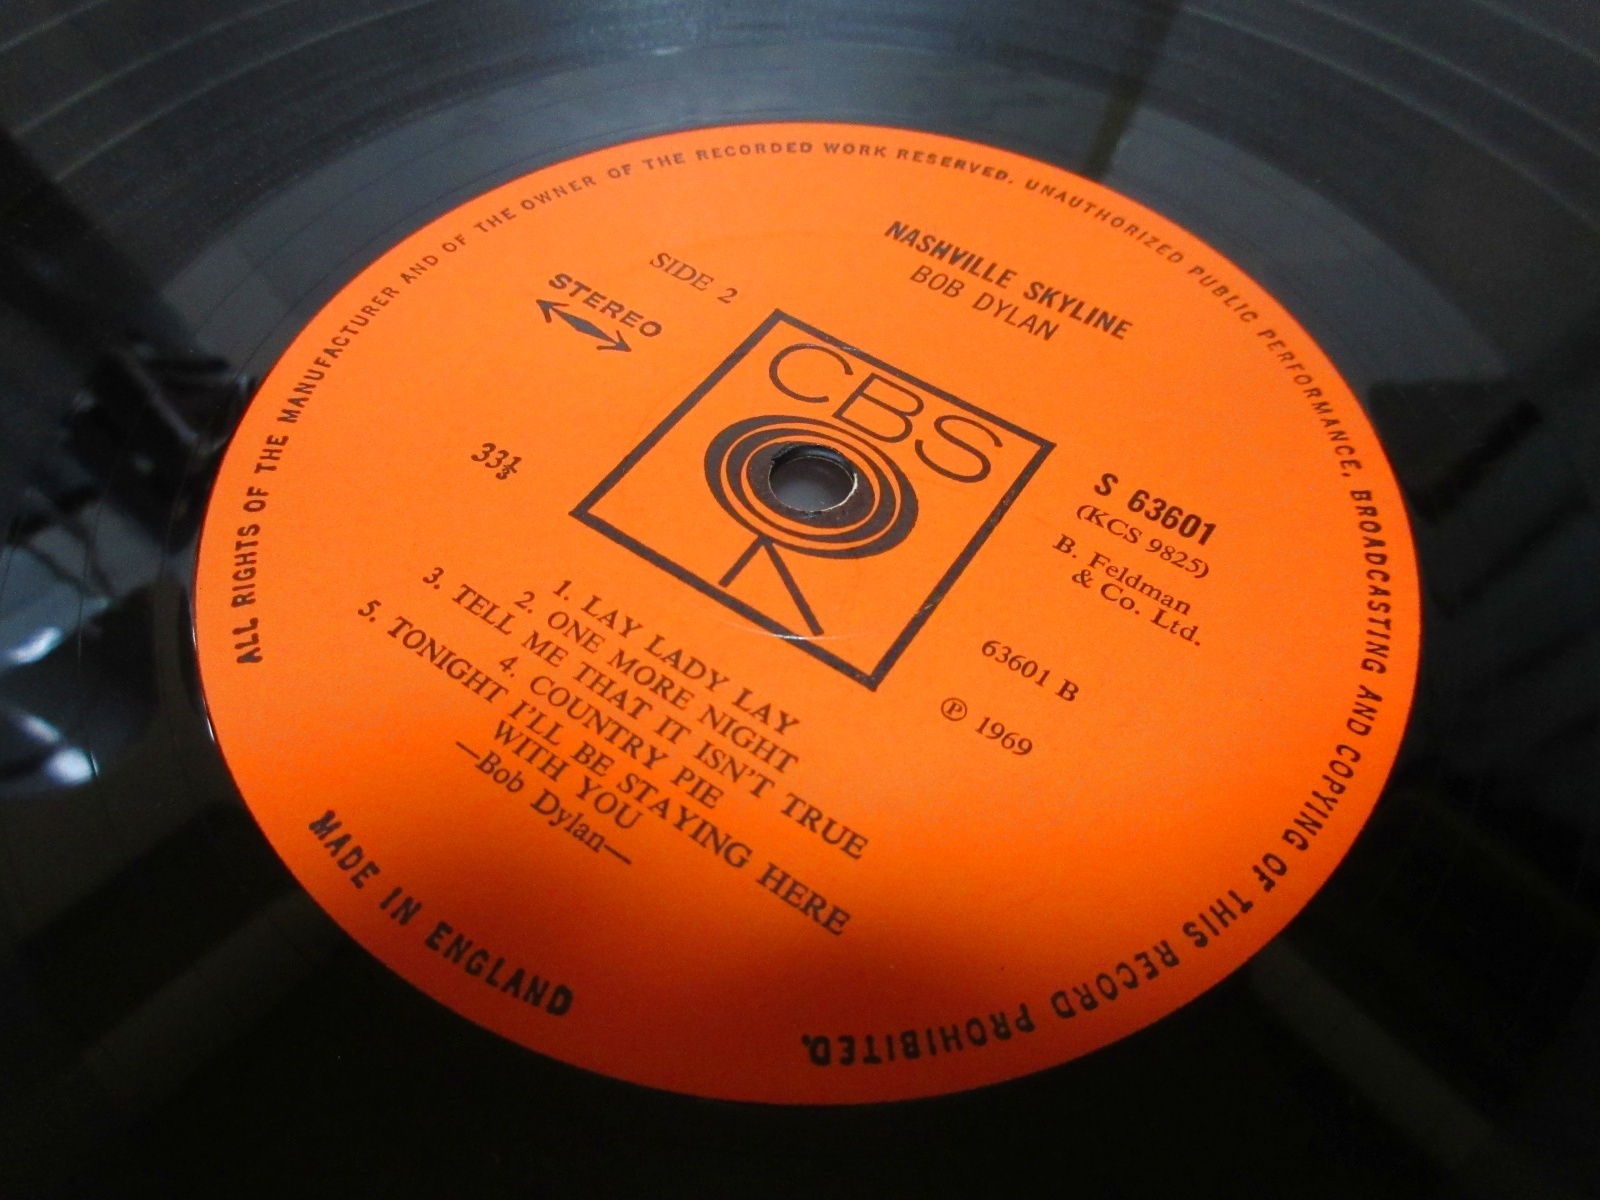 ALL RIGHTS OF THE MANUFACTURER AND OF THE OWNER OF THE RECORDED WORK RESERVED. UNAUTHORIZED PUBLIC PERFORMANCE, BROADCASTING AND COPYING OF THIS RECORD PROHIBITED.
NASHVILLE SKYLINE
BOB DYLAN
SIDE 2
STEREO
CBS
33⅓
S 63601
(KCS 9825)
B. Feldman
& Co. Ltd.
63601 B
℗ 1969
1. LAY LADY LAY
2. ONE MORE NIGHT
3. TELL ME THAT IT ISN'T TRUE
4. COUNTRY PIE
5. TONIGHT I'LL BE STAYING HERE
WITH YOU
—Bob Dylan—
MADE IN ENGLAND